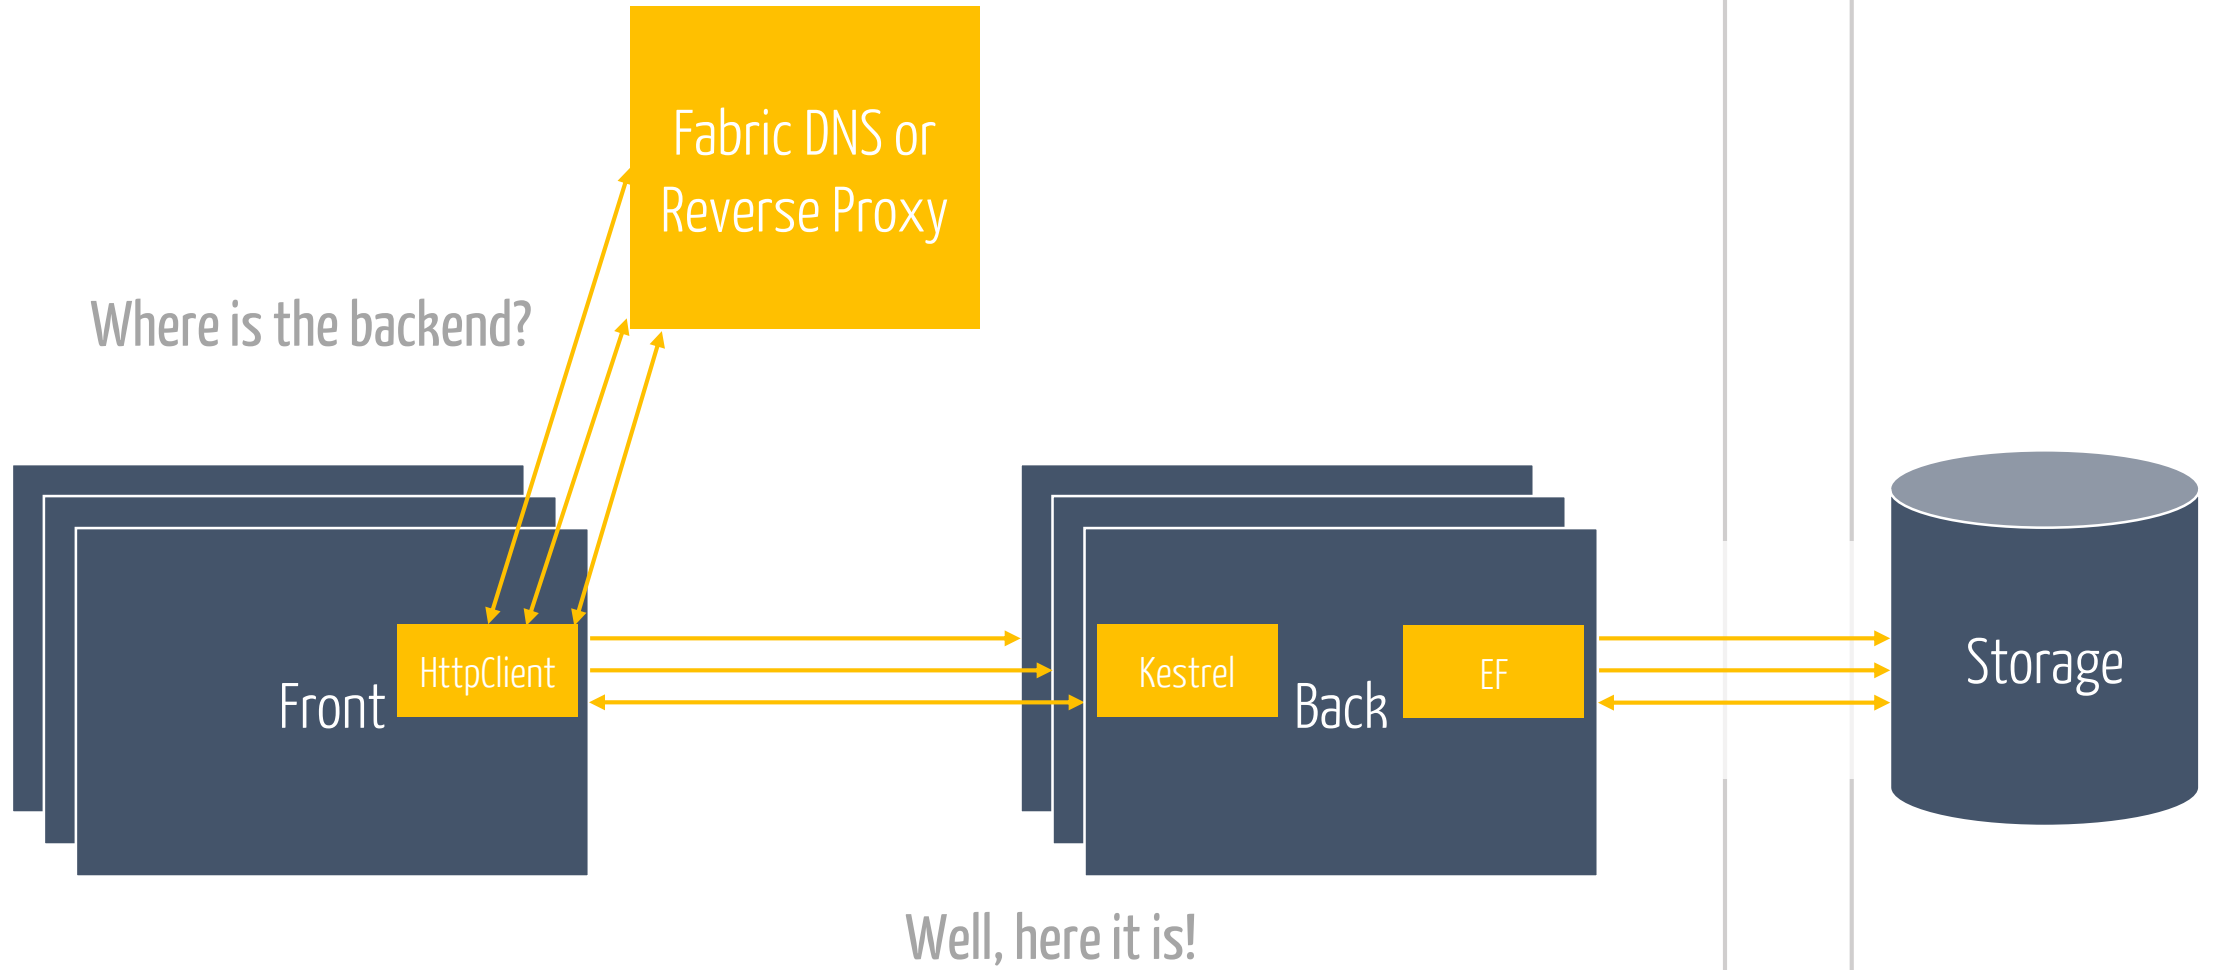 Fabric DNS or
Reverse Proxy
Where is the backend?
Front
HttpClient
Kestrel
Back
EF
Storage
Well, here it is!